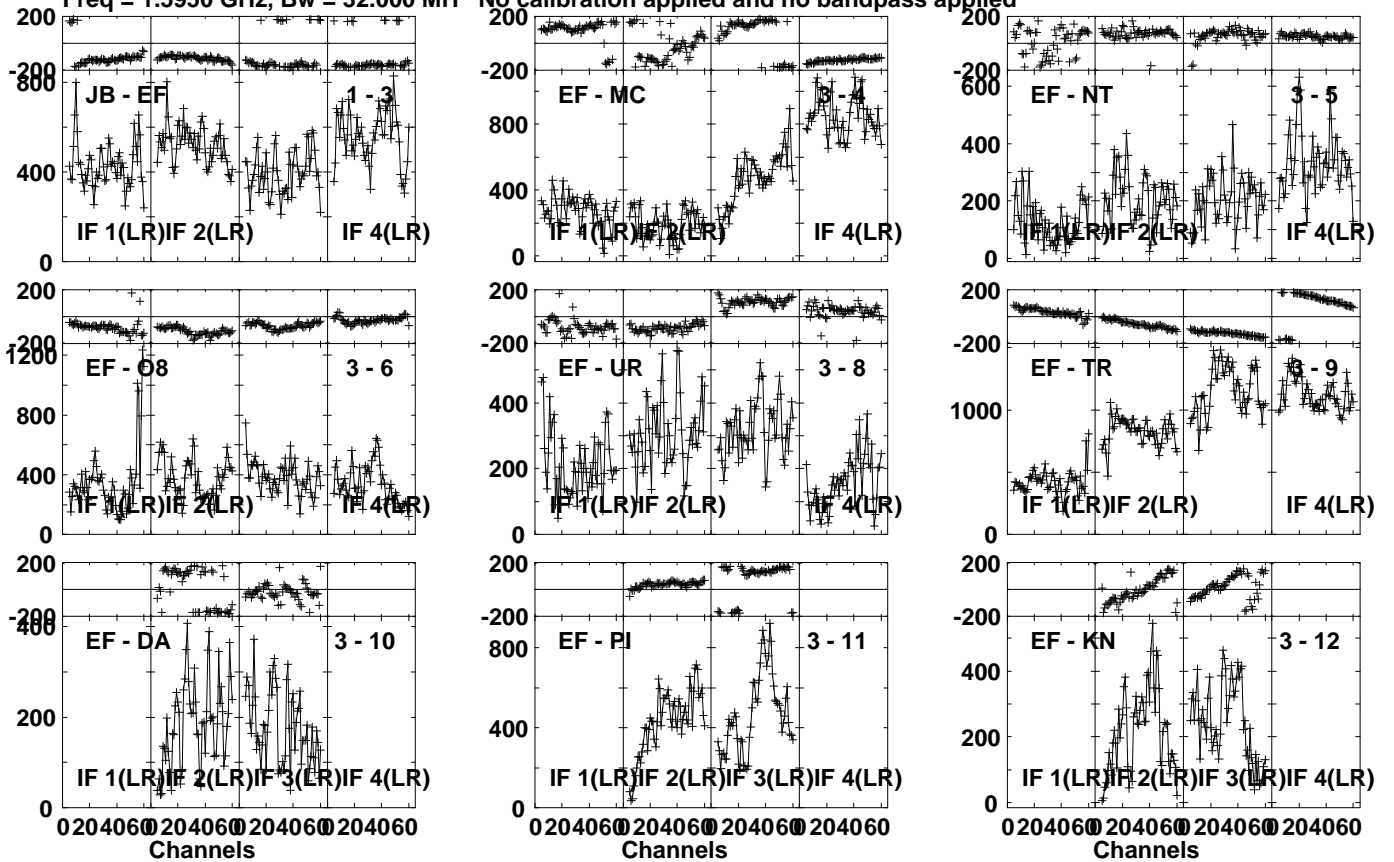 Freq = 1.5950 GHz, Bw = 32.000 MH No calibration applied and no bandpass applied
200 200 200
-200 -200 -200
800 JB - EF 1 - 3 EF - MC 3 - 4 600 EF - NT 3 - 5
800
400 400 400
200
IF 1(LR) IF 2(LR) IF 4(LR) IF 1(LR) IF 2(LR) IF 4(LR) IF 1(LR) IF 2(LR) IF 4(LR)
0 0 0
200 200 200
-200 -200 -200
1200 EF - O8 3 - 6 EF - UR 3 - 8 EF - TR 3 - 9
800 400 1000
400 200
IF 1(LR) IF 2(LR) IF 4(LR) IF 1(LR) IF 2(LR) IF 4(LR) IF 1(LR) IF 2(LR) IF 4(LR)
0 0 0
200 200 200
-200 -200 -200
400 EF - DA 3 - 10 800 EF - PI 3 - 11 EF - KN 3 - 12
400
200 400 200
IF 1(LR) IF 2(LR) IF 3(LR) IF 4(LR) IF 1(LR) IF 2(LR) IF 3(LR) IF 4(LR) IF 1(LR) IF 2(LR) IF 3(LR) IF 4(LR)
0 0 0
0 20 40 60 0 20 40 60 0 20 40 60 0 20 40 60 0 20 40 60 0 20 40 60 0 20 40 60 0 20 40 60 0 20 40 60 0 20 40 60 0 20 40 60 0 20 40 60
Channels Channels Channels